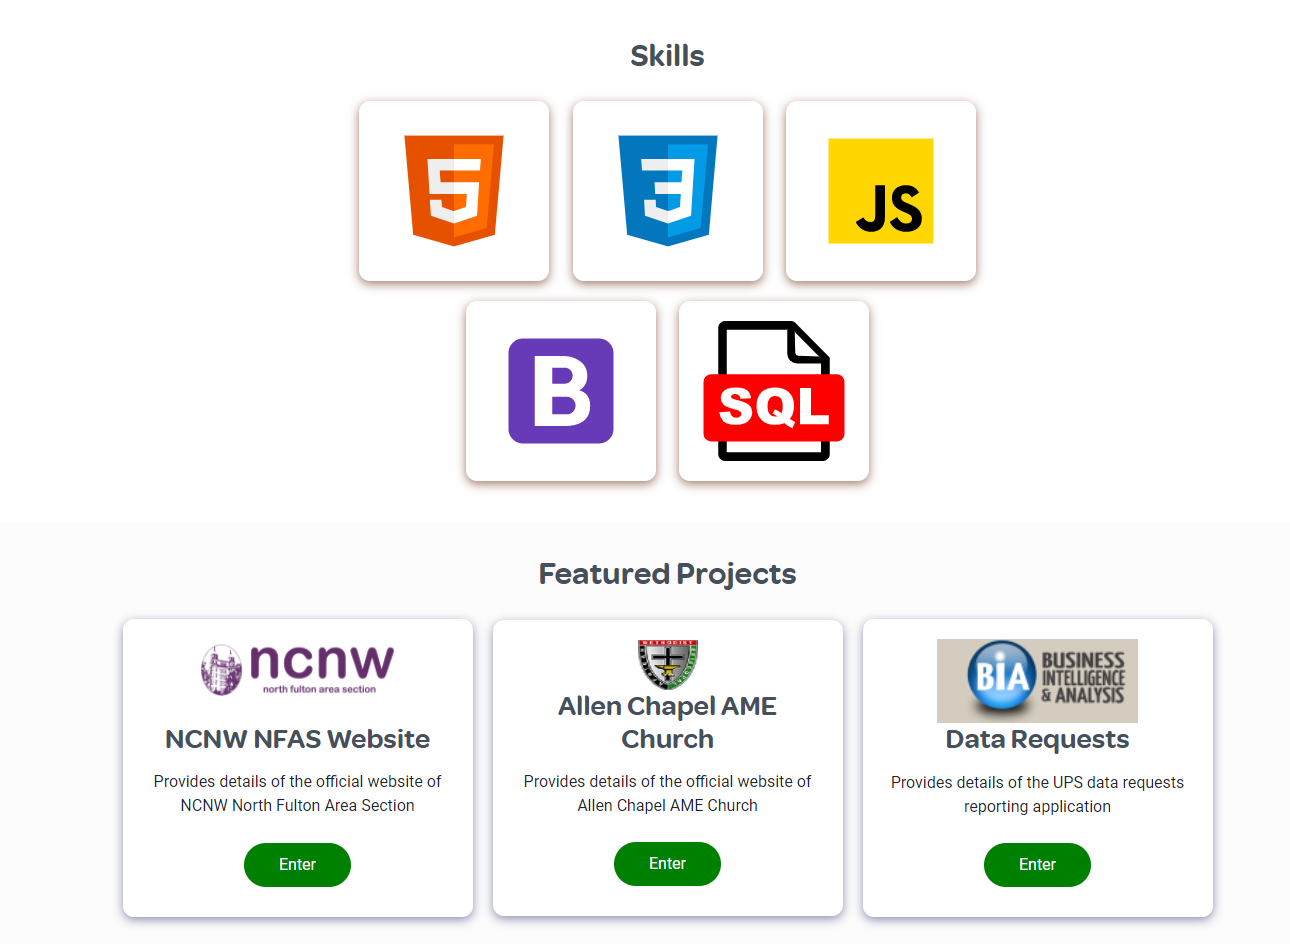 Skills
5
3
JS
B
SQL
Featured Projects
ncnw
north fulton area section
NCNW NFAS Website
Provides details of the official website of
NCNW North Fulton Area Section
Enter
METHODIST
Allen Chapel AME
Church
Provides details of the official website of
Allen Chapel AME Church
Enter
BiA
BUSINESS
INTELLIGENCE
& ANALYSIS
Data Requests
Provides details of the UPS data requests
reporting application
Enter